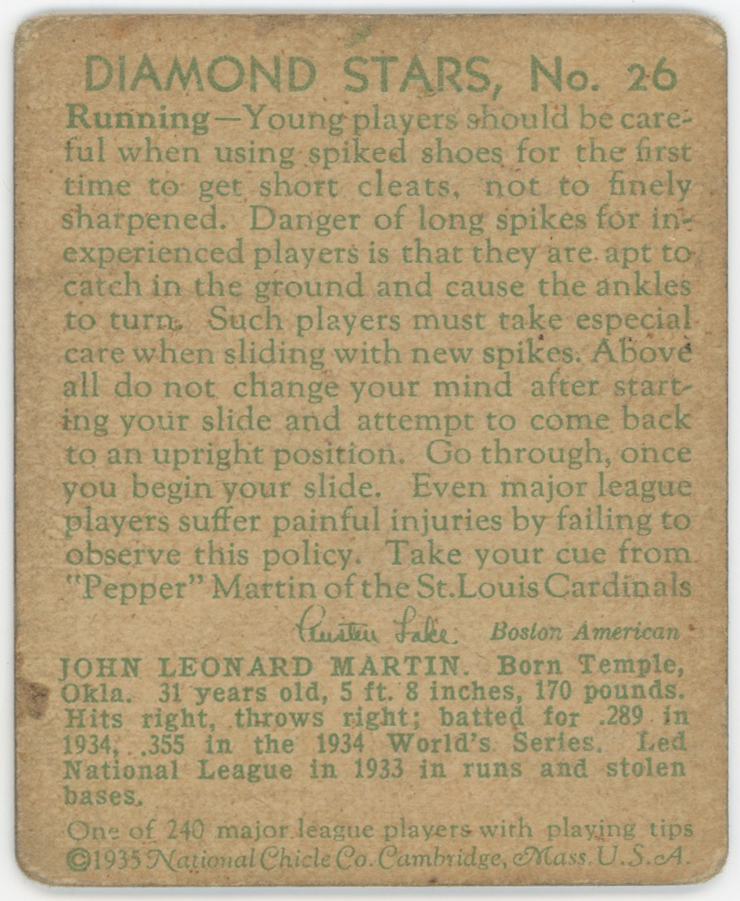 DIAMOND STARS, No. 26
Running—Young players should be care-
ful when using spiked shoes for the first
time to get short cleats, not to finely
sharpened. Danger of long spikes for in-
experienced players is that they are apt to
catch in the ground and cause the ankles
to turn. Such players must take especial
care when sliding with new spikes. Above
all do not change your mind after start-
ing your slide and attempt to come back
to an upright position. Go through, once
you begin your slide. Even major league
players suffer painful injuries by failing to
observe this policy. Take your cue from
"Pepper" Martin of the St. Louis Cardinals
Austen Lake Boston American
JOHN LEONARD MARTIN. Born Temple,
Okla. 31 years old, 5 ft. 8 inches, 170 pounds.
Hits right, throws right; batted for .289 in
1934, .355 in the 1934 World's Series. Led
National League in 1933 in runs and stolen
bases.
One of 240 major league players with playing tips
©1935 National Chicle Co. Cambridge, Mass. U.S.A.